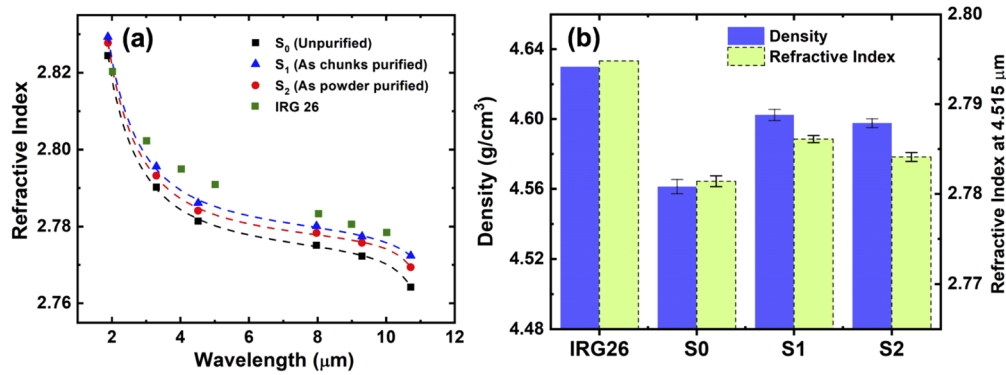 (a)
S0 (Unpurified)
S1 (As chunks purified)
S2 (As powder purified)
IRG 26
Refractive Index
2.82
2.80
2.78
2.76
0 2 4 6 8 10 12
Wavelength (μm)
(b)
Density
Refractive Index
Density (g/cm³)
4.64
4.60
4.56
4.52
4.48
IRG26 S0 S1 S2
2.80
2.79
2.78
2.77
Refractive Index at 4.515 μm